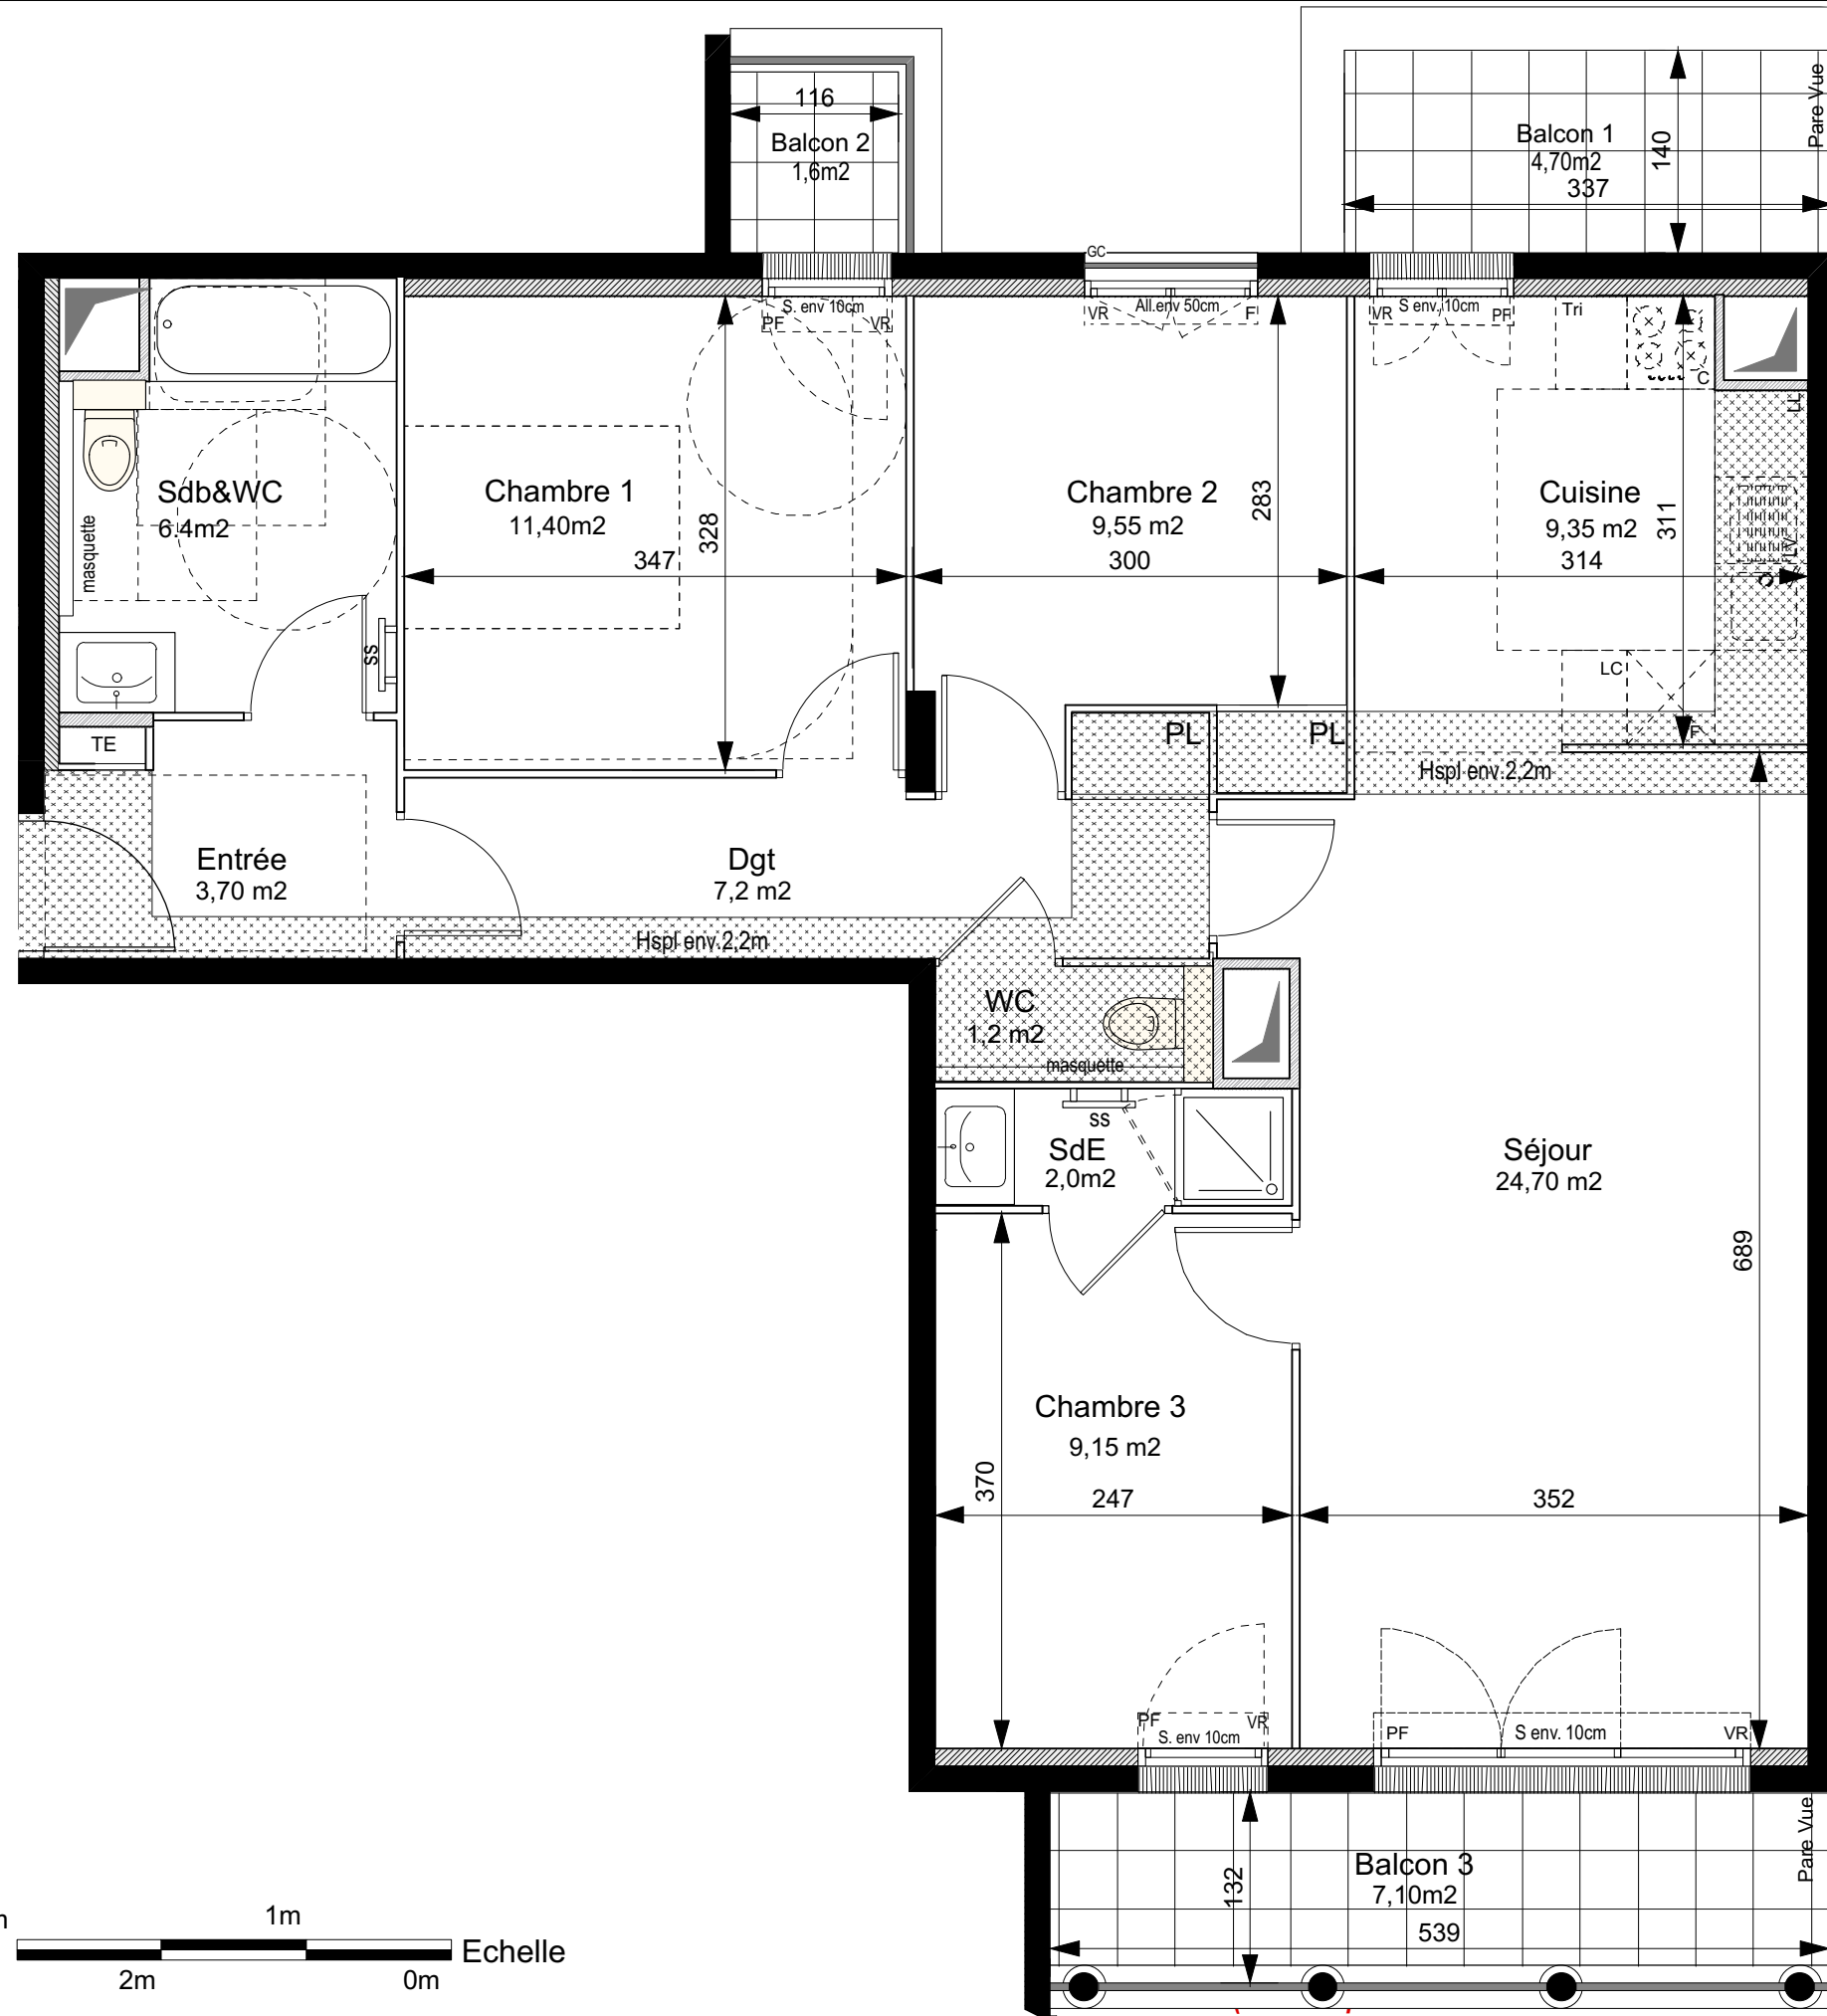 116
Balcon 2
1,6m2
Balcon 1
4,70m2
337
140
Pare Vue
GC
S. env 10cm
PF
VR
All.env 50cm
VR
F
S env. 10cm
VR
PF
Tri
C
LL
Sdb&WC
6.4m2
masquette
SS
TE
Chambre 1
11,40m2
347
328
Chambre 2
9,55 m2
300
283
Cuisine
9,35 m2
314
311
LV
LC
F
PL
PL
Hspl env.2,2m
Entrée
3,70 m2
Dgt
7,2 m2
Hspl env.2,2m
WC
1,2 m2
masquette
SS
SdE
2,0m2
Séjour
24,70 m2
689
Chambre 3
9,15 m2
370
247
352
PF
VR
S. env 10cm
PF
S env. 10cm
VR
Balcon 3
7,10m2
132
539
Pare Vue
1m
Echelle
2m
0m